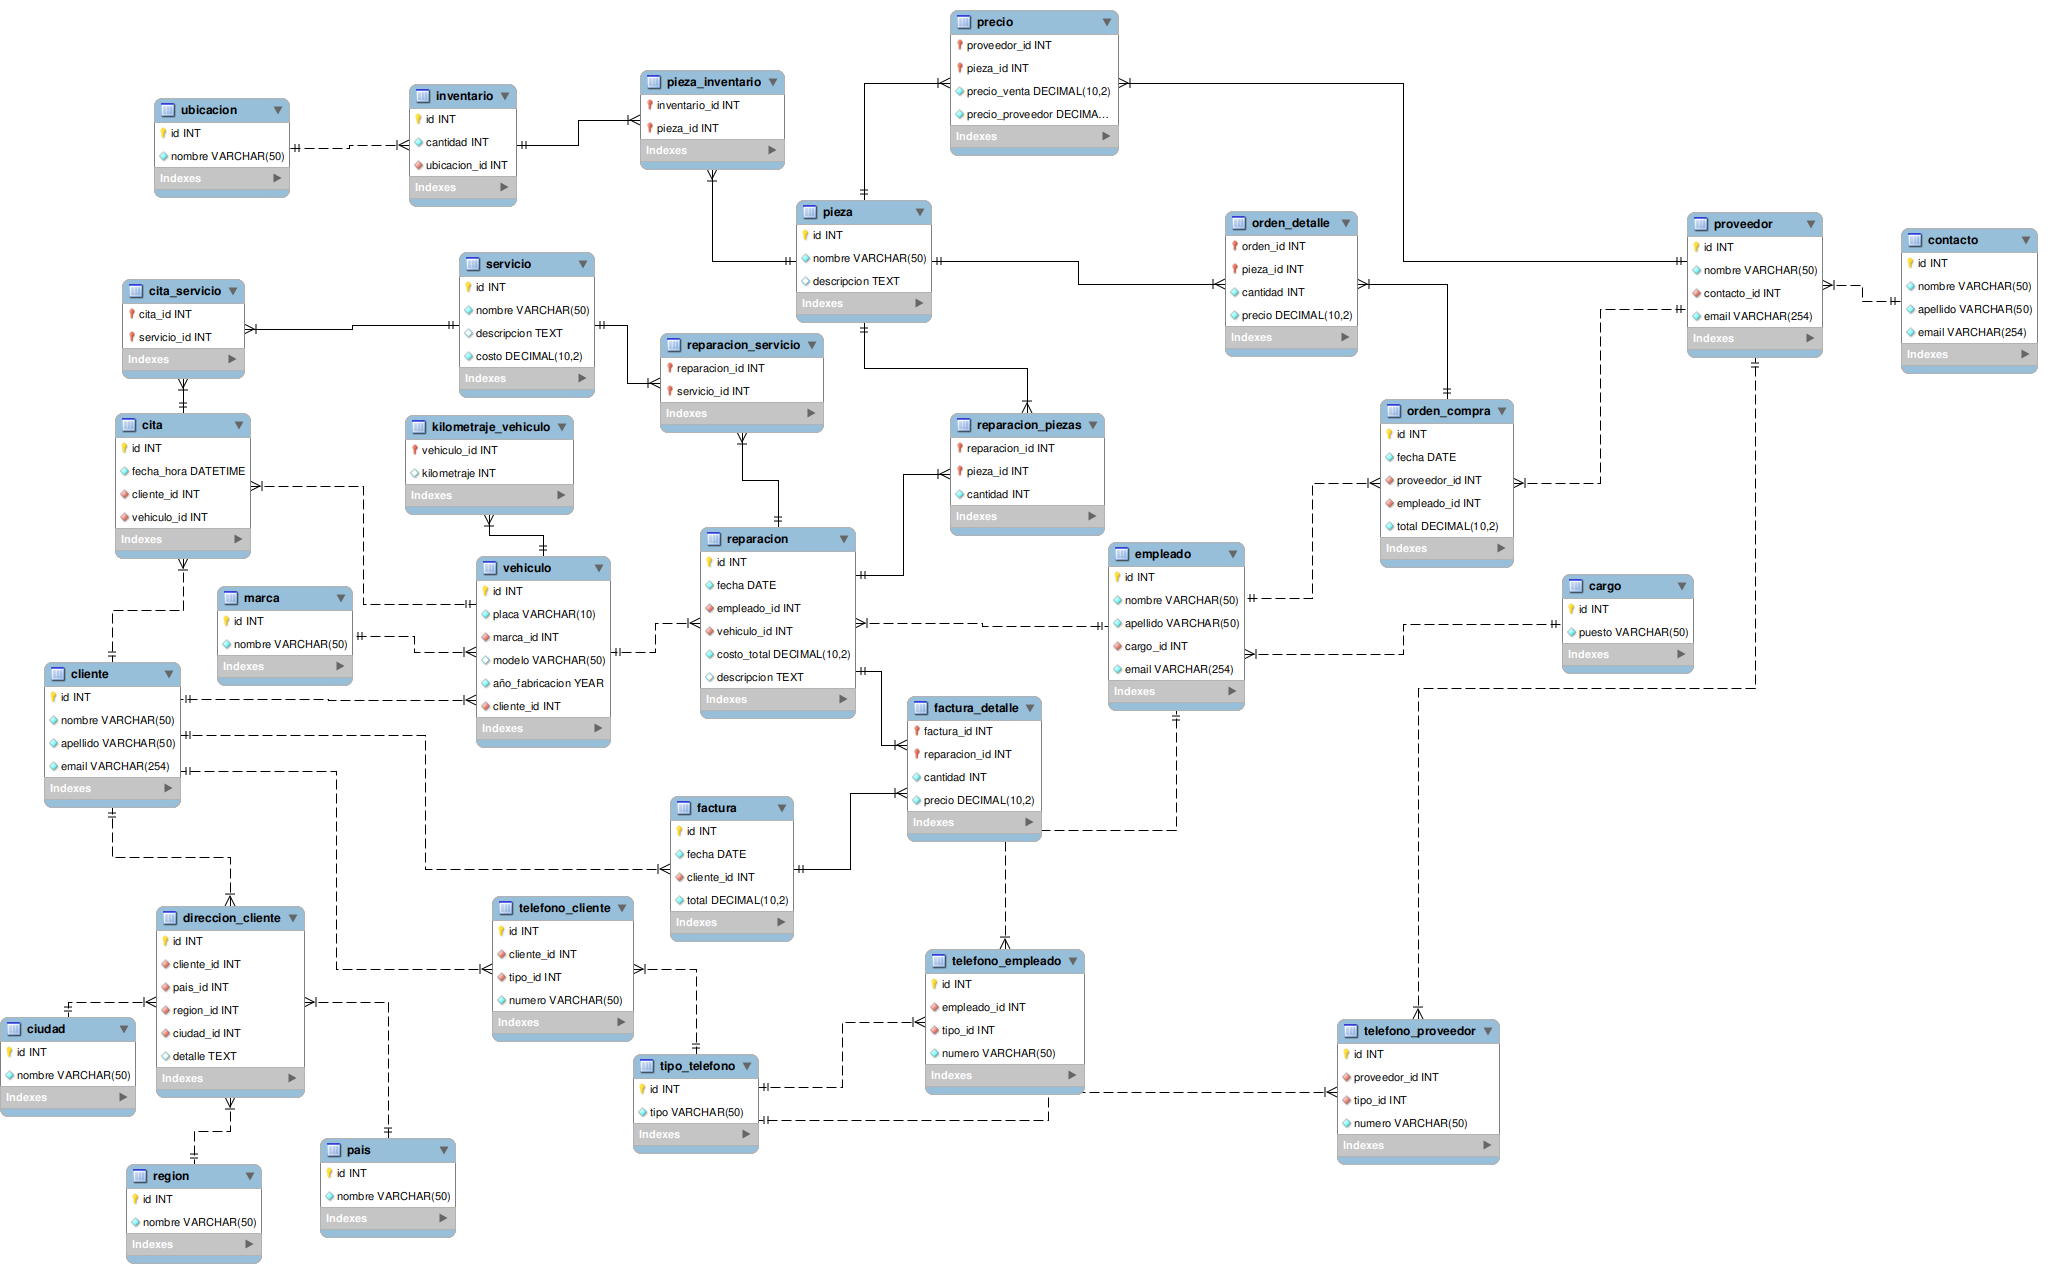 precio
proveedor_id INT
pieza_id INT
precio_venta DECIMAL(10,2)
precio_proveedor DECIMA...
Indexes
pieza_inventario
inventario_id INT
pieza_id INT
Indexes
inventario
id INT
cantidad INT
ubicacion_id INT
Indexes
ubicacion
id INT
nombre VARCHAR(50)
Indexes
pieza
id INT
nombre VARCHAR(50)
descripcion TEXT
Indexes
orden_detalle
orden_id INT
pieza_id INT
cantidad INT
precio DECIMAL(10,2)
Indexes
proveedor
id INT
nombre VARCHAR(50)
contacto_id INT
email VARCHAR(254)
Indexes
contacto
id INT
nombre VARCHAR(50)
apellido VARCHAR(50)
email VARCHAR(254)
Indexes
servicio
id INT
nombre VARCHAR(50)
descripcion TEXT
costo DECIMAL(10,2)
Indexes
cita_servicio
cita_id INT
servicio_id INT
Indexes
reparacion_servicio
reparacion_id INT
servicio_id INT
Indexes
cita
id INT
fecha_hora DATETIME
cliente_id INT
vehiculo_id INT
Indexes
kilometraje_vehiculo
vehiculo_id INT
kilometraje INT
Indexes
reparacion_piezas
reparacion_id INT
pieza_id INT
cantidad INT
Indexes
orden_compra
id INT
fecha DATE
proveedor_id INT
empleado_id INT
total DECIMAL(10,2)
Indexes
reparacion
id INT
fecha DATE
empleado_id INT
vehiculo_id INT
costo_total DECIMAL(10,2)
descripcion TEXT
Indexes
empleado
id INT
nombre VARCHAR(50)
apellido VARCHAR(50)
cargo_id INT
email VARCHAR(254)
Indexes
vehiculo
id INT
placa VARCHAR(10)
marca_id INT
modelo VARCHAR(50)
año_fabricacion YEAR
cliente_id INT
Indexes
cargo
id INT
puesto VARCHAR(50)
Indexes
marca
id INT
nombre VARCHAR(50)
Indexes
cliente
id INT
nombre VARCHAR(50)
apellido VARCHAR(50)
email VARCHAR(254)
Indexes
factura_detalle
factura_id INT
reparacion_id INT
cantidad INT
precio DECIMAL(10,2)
Indexes
factura
id INT
fecha DATE
cliente_id INT
total DECIMAL(10,2)
Indexes
telefono_cliente
id INT
cliente_id INT
tipo_id INT
numero VARCHAR(50)
Indexes
direccion_cliente
id INT
cliente_id INT
pais_id INT
region_id INT
ciudad_id INT
detalle TEXT
Indexes
telefono_empleado
id INT
empleado_id INT
tipo_id INT
numero VARCHAR(50)
Indexes
ciudad
id INT
nombre VARCHAR(50)
Indexes
telefono_proveedor
id INT
proveedor_id INT
tipo_id INT
numero VARCHAR(50)
Indexes
tipo_telefono
id INT
tipo VARCHAR(50)
Indexes
pais
id INT
nombre VARCHAR(50)
Indexes
region
id INT
nombre VARCHAR(50)
Indexes